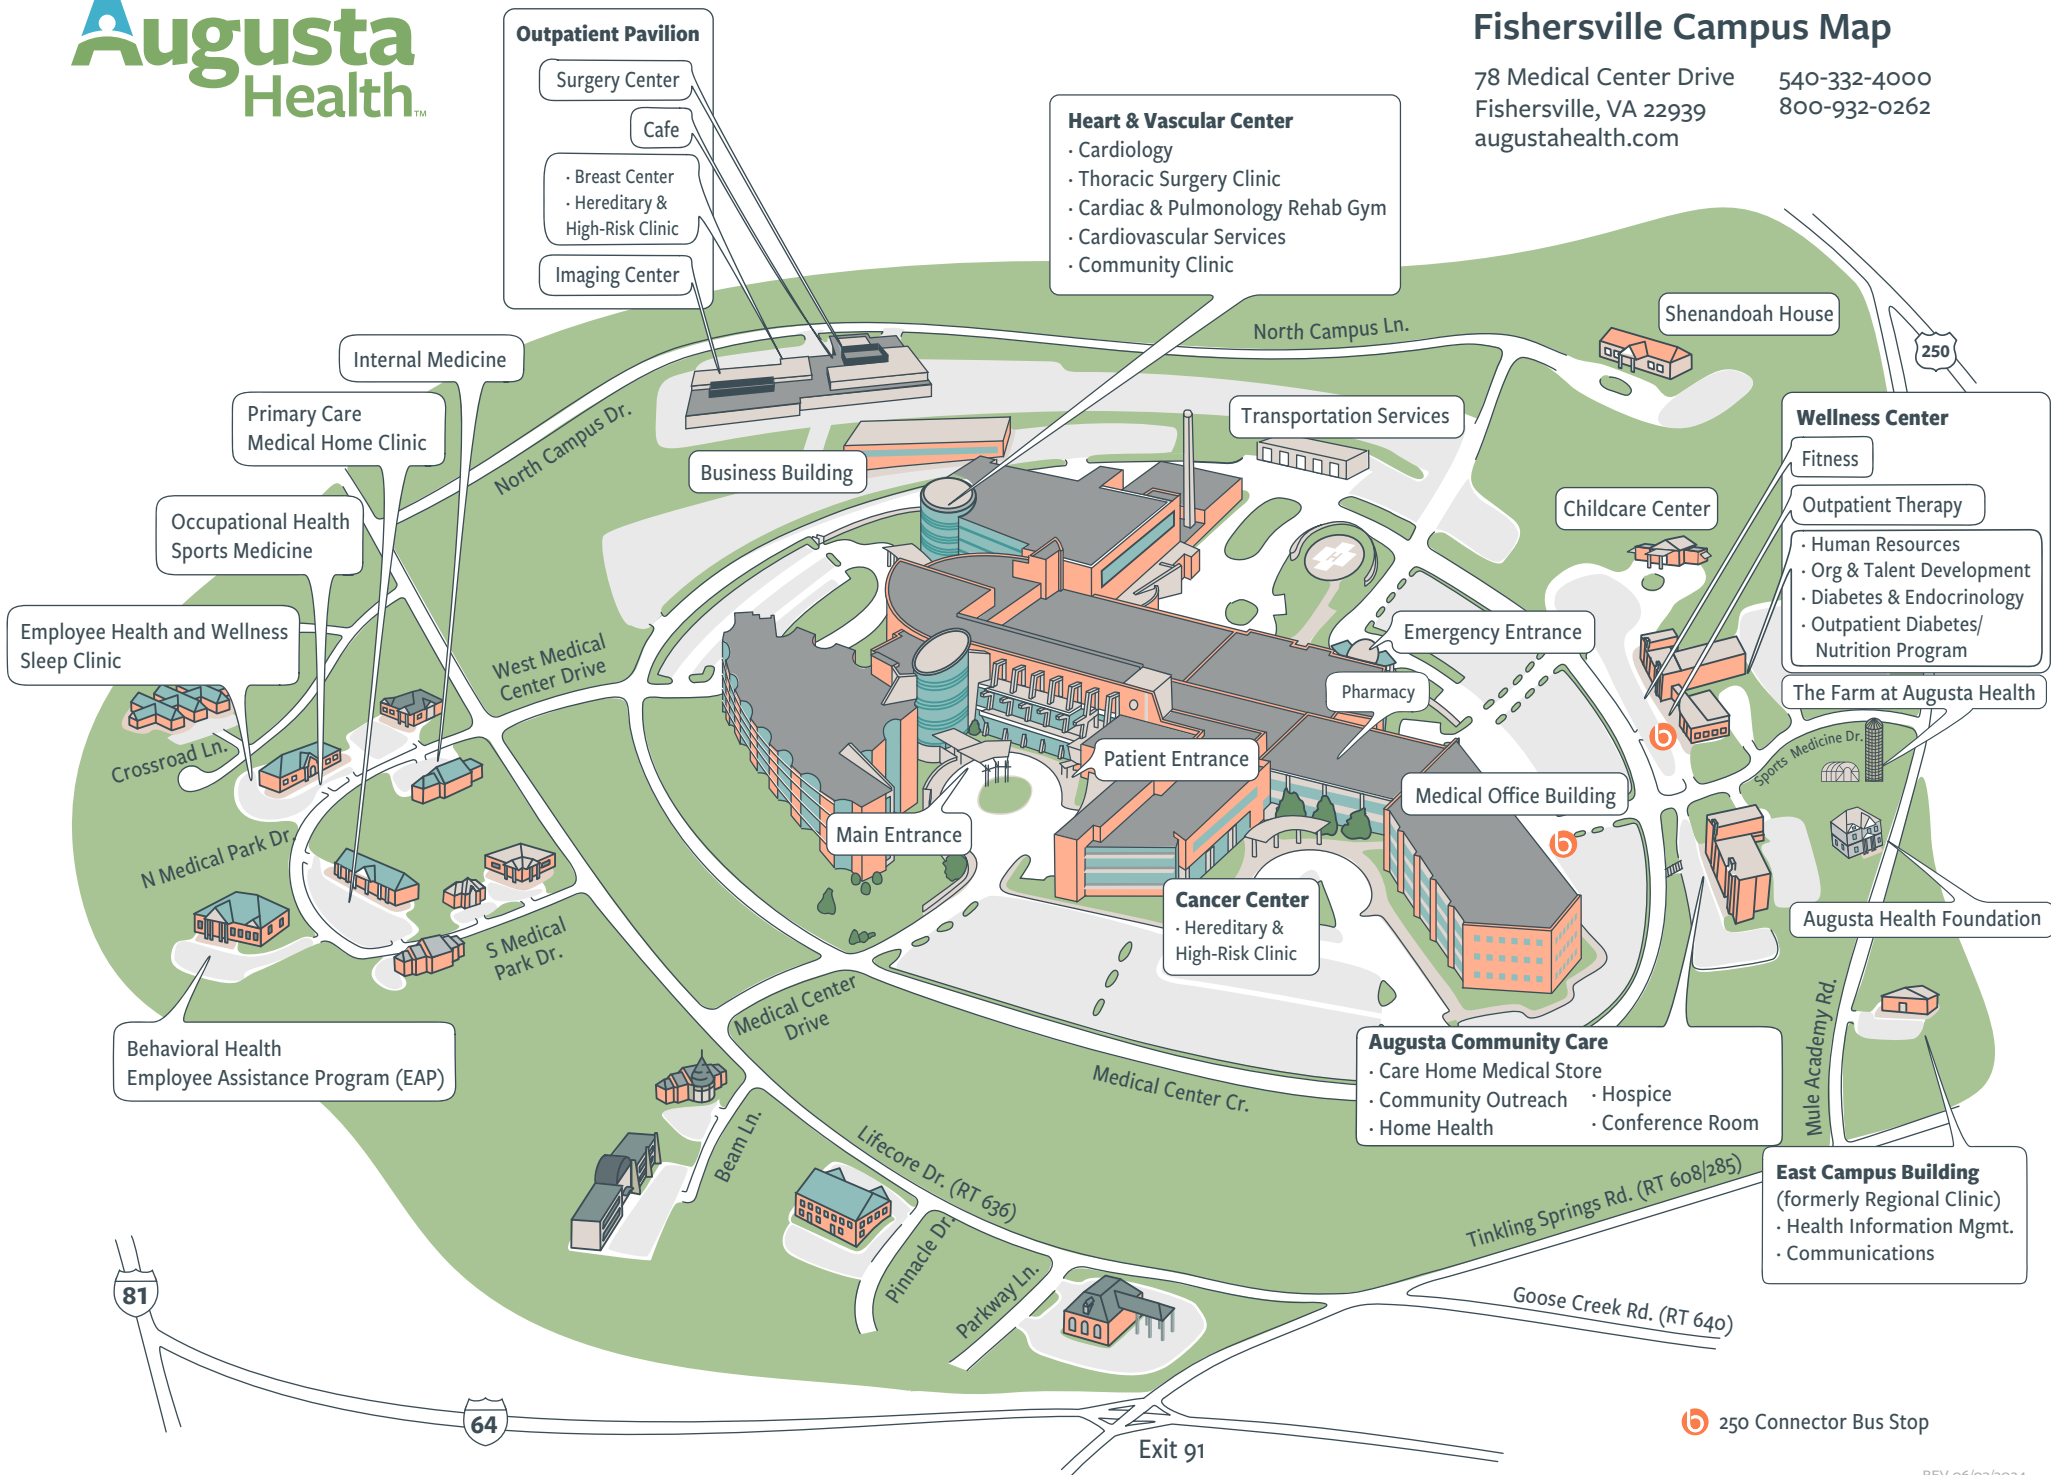 Augusta
Health™
Fishersville Campus Map
78 Medical Center Drive
Fishersville, VA 22939
augustahealth.com
540-332-4000
800-932-0262
Outpatient Pavilion
Surgery Center
Cafe
· Breast Center
· Hereditary &
High-Risk Clinic
Imaging Center
Heart & Vascular Center
· Cardiology
· Thoracic Surgery Clinic
· Cardiac & Pulmonology Rehab Gym
· Cardiovascular Services
· Community Clinic
North Campus Ln.
Shenandoah House
250
Internal Medicine
Primary Care
Medical Home Clinic
North Campus Dr.
Business Building
Transportation Services
Wellness Center
Fitness
Outpatient Therapy
· Human Resources
· Org & Talent Development
· Diabetes & Endocrinology
· Outpatient Diabetes/
Nutrition Program
Childcare Center
Occupational Health
Sports Medicine
H
Employee Health and Wellness
Sleep Clinic
West Medical
Center Drive
Emergency Entrance
Pharmacy
The Farm at Augusta Health
b
Sports Medicine Dr.
Crossroad Ln.
Patient Entrance
Medical Office Building
Main Entrance
b
N Medical Park Dr.
S Medical
Park Dr.
Cancer Center
· Hereditary &
High-Risk Clinic
Augusta Health Foundation
Medical Center
Drive
Mule Academy Rd.
Behavioral Health
Employee Assistance Program (EAP)
Medical Center Cr.
Augusta Community Care
· Care Home Medical Store
· Community Outreach
· Home Health
· Hospice
· Conference Room
Beam Ln.
Lifecore Dr. (RT 636)
Tinkling Springs Rd. (RT 608/285)
East Campus Building
(formerly Regional Clinic)
· Health Information Mgmt.
· Communications
Pinnacle Dr.
Parkway Ln.
Goose Creek Rd. (RT 640)
81
64
Exit 91
b 250 Connector Bus Stop